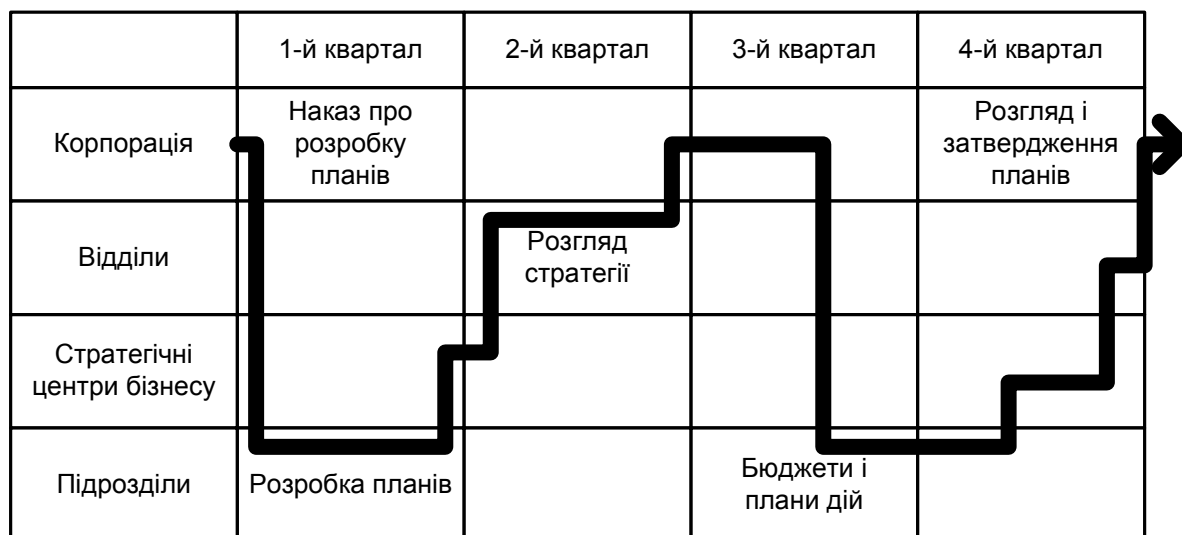 1-й квартал
2-й квартал
3-й квартал
4-й квартал
Корпорація
Наказ про
розробку
планів
Розгляд і
затвердження
планів
Відділи
Розгляд
стратегії
Стратегічні
центри бізнесу
Підрозділи
Розробка планів
Бюджети і
плани дій